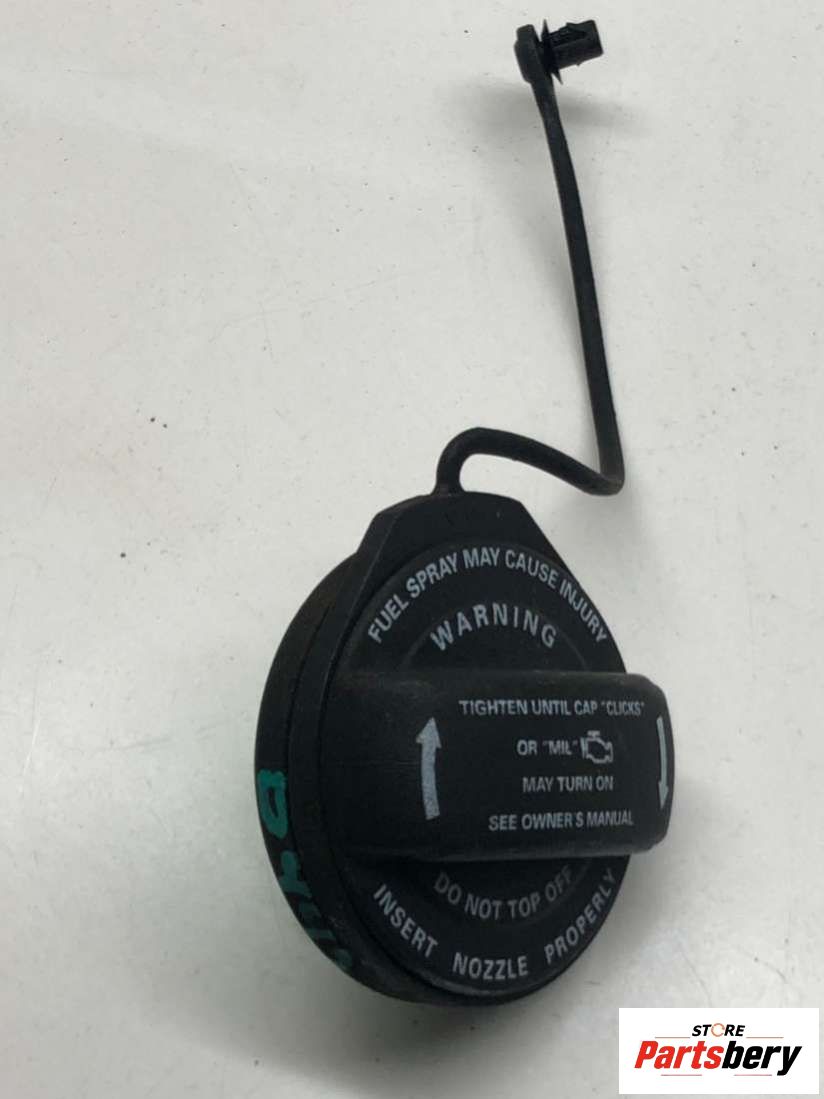 FUEL SPRAY MAY CAUSE INJURY
WARNING
TIGHTEN UNTIL CAP "CLICKS"
OR "MIL"
MAY TURN ON
SEE OWNER'S MANUAL
DO NOT TOP OFF
INSERT NOZZLE PROPERLY
STORE
Partsbery